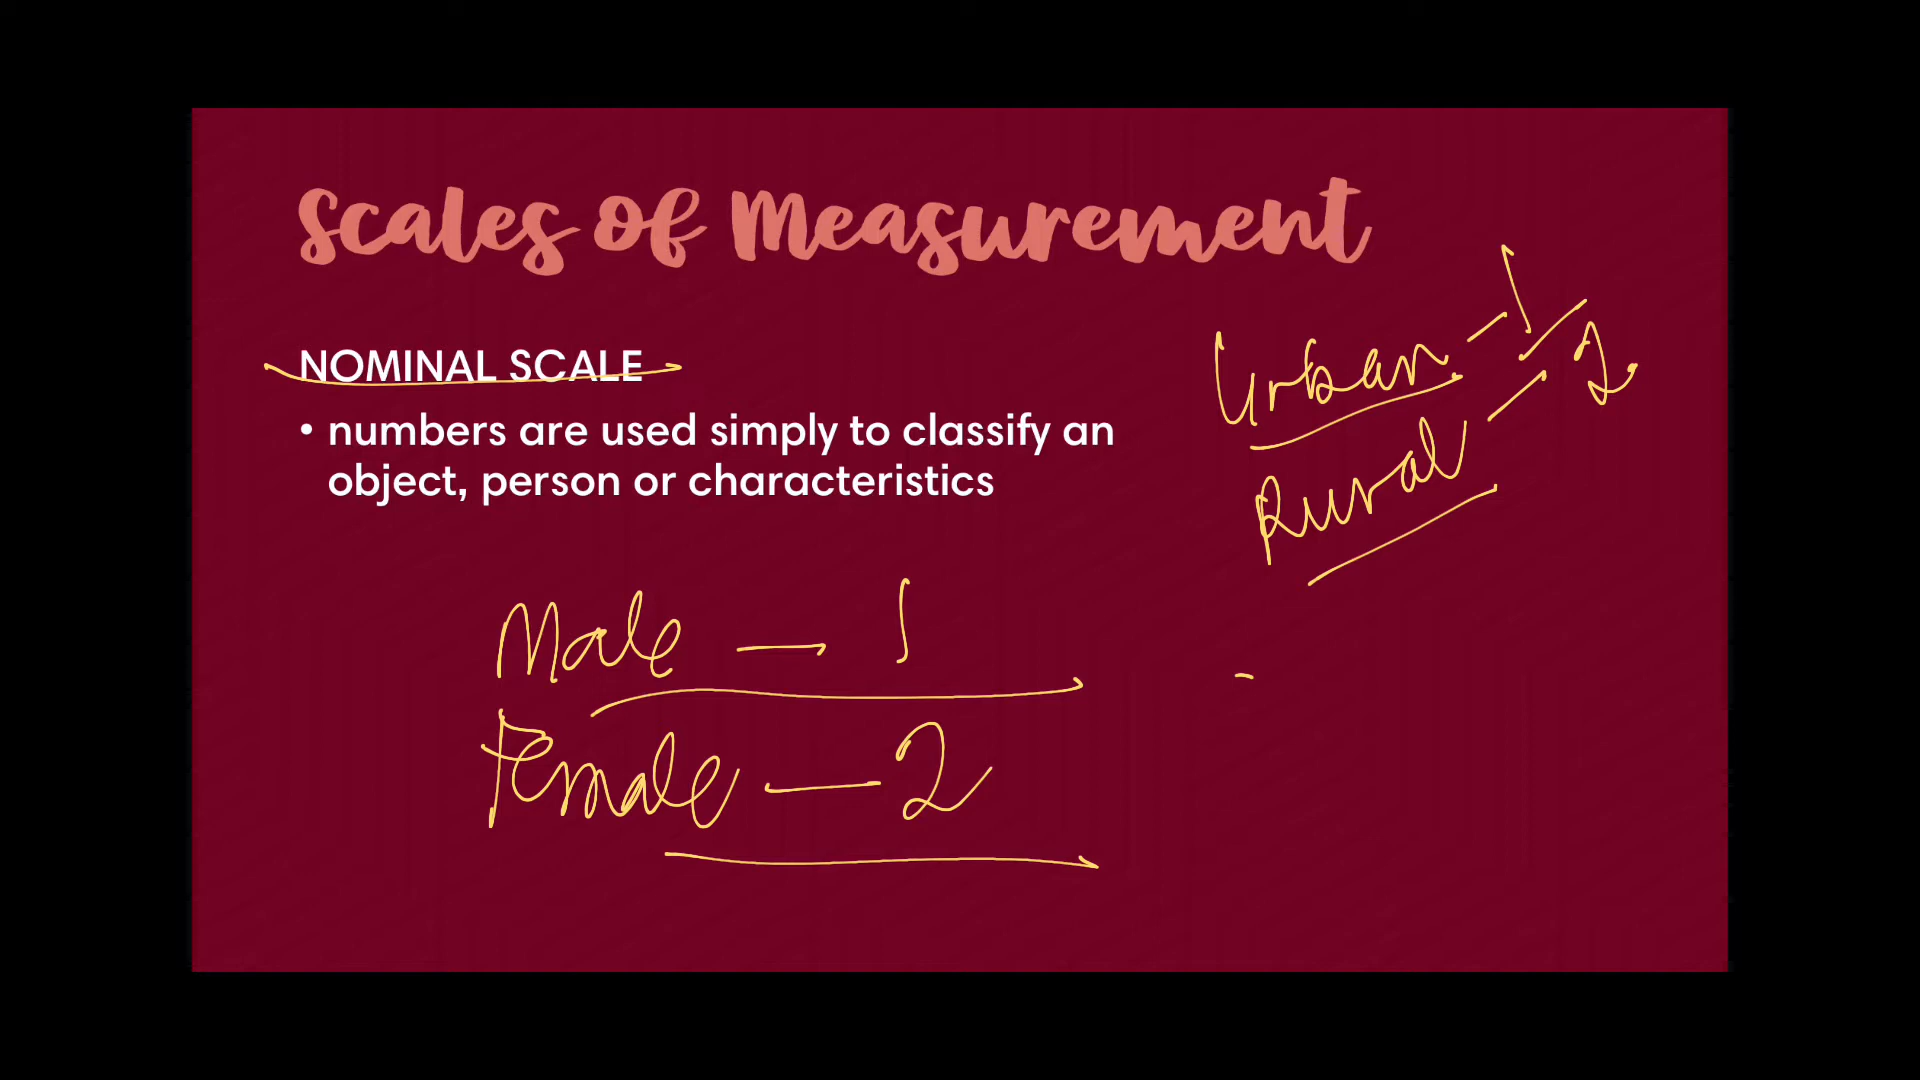 Scales of Measurement
NOMINAL SCALE
• numbers are used simply to classify an
object, person or characteristics
Urban - 1
Rural - 2
Male - 1
Female - 2